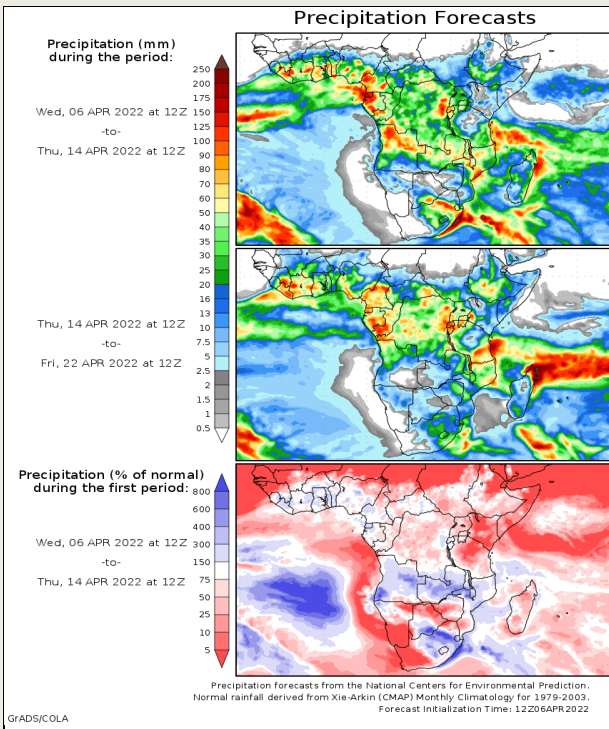 Precipitation Forecasts
Precipitation (mm)
during the period:
Wed, 06 APR 2022 at 12Z
-to-
Thu, 14 APR 2022 at 12Z
250
200
175
150
125
100
90
80
70
60
50
40
35
30
25
20
16
13
10
7.5
5
2.5
2
1.5
1
0.5
Thu, 14 APR 2022 at 12Z
-to-
Fri, 22 APR 2022 at 12Z
Precipitation (% of normal)
during the first period:
Wed, 06 APR 2022 at 12Z
-to-
Thu, 14 APR 2022 at 12Z
800
600
400
300
150
75
50
25
10
5
Precipitation forecasts from the National Centers for Environmental Prediction.
Normal rainfall derived from Xie-Arkin (CMAP) Monthly Climatology for 1979-2003.
Forecast Initialization Time: 12Z06APR2022
GrADS/COLA